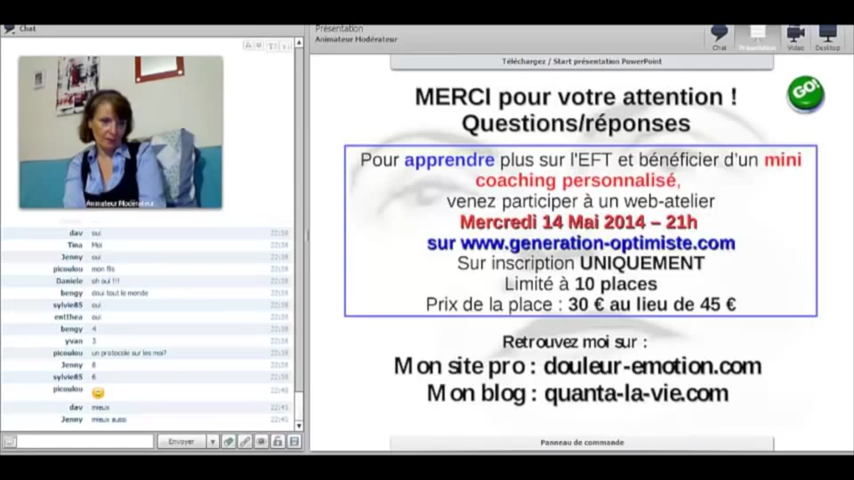 Chat
Présentation
Animateur Modérateur
Chat
Présentation
Video
Desktop
Téléchargez / Start présentation PowerPoint
Animateur Modérateur
GO!
MERCI pour votre attention !
Questions/réponses
Pour apprendre plus sur l'EFT et bénéficier d'un mini
coaching personnalisé,
venez participer à un web-atelier
Mercredi 14 Mai 2014 – 21h
sur www.generation-optimiste.com
Sur inscription UNIQUEMENT
Limité à 10 places
Prix de la place : 30 € au lieu de 45 €
Retrouvez moi sur :
Mon site pro : douleur-emotion.com
Mon blog : quanta-la-vie.com
dav oui
Tina Moi
Jenny oui
picoulou mon fils
Daniele oh oui !!!
bengy tout le monde
sylvie85 oui
entthea oui
bengy 4
yvan 3
picoulou un protocole sur les moi?
Jenny 8
sylvie85 6
picoulou
dav mieux
Jenny mieux aussi
Envoyer
Panneau de commande